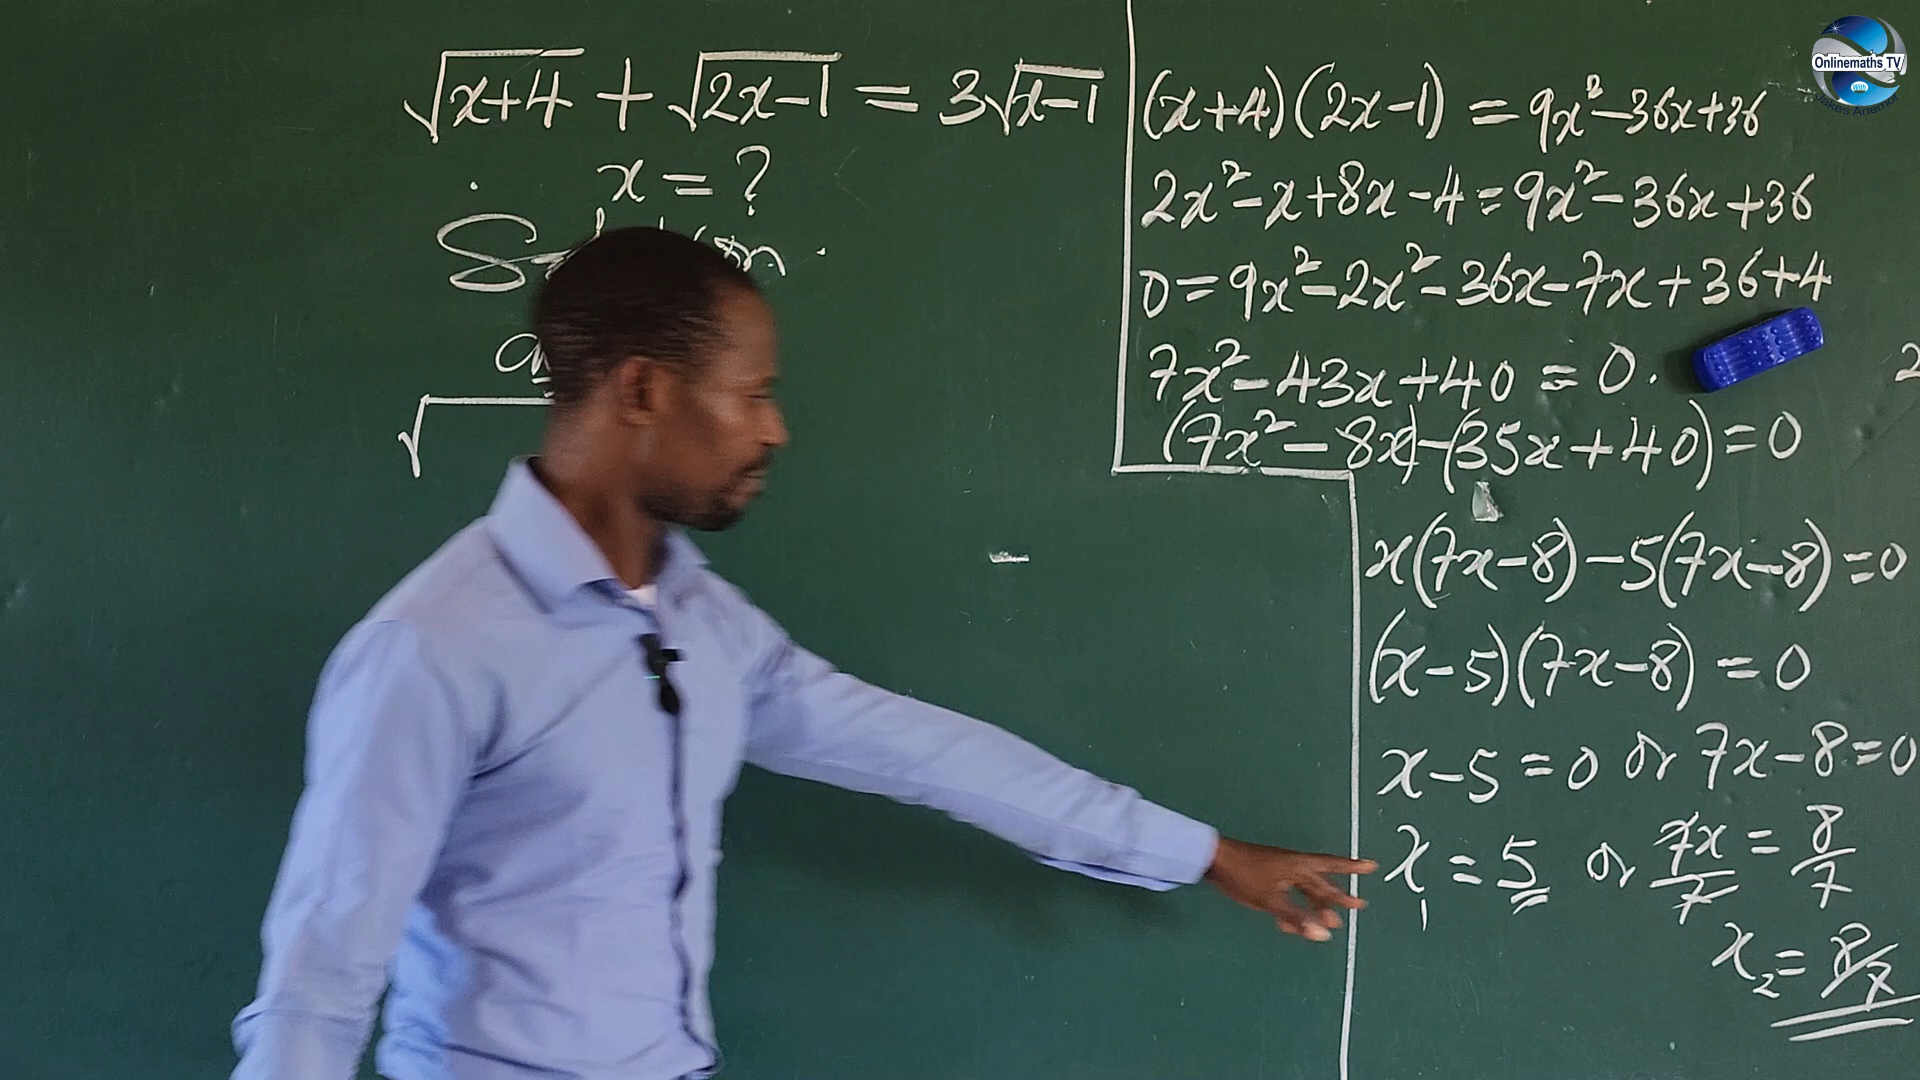 √x+4 + √2x-1 = 3√x-1
x = ?
(x+4)(2x-1) = 9x²-36x+36
2x²-x+8x-4=9x²-36x+36
0=9x²-2x²-36x-7x+36+4
7x²-43x+40=0.
(7x²-8x)-(35x+40)=0
x(7x-8)-5(7x-8)=0
(x-5)(7x-8)=0
x-5=0 or 7x-8=0
x₁=5 or 7x/7=8/7
x₂=8/7
Onlinemaths TV